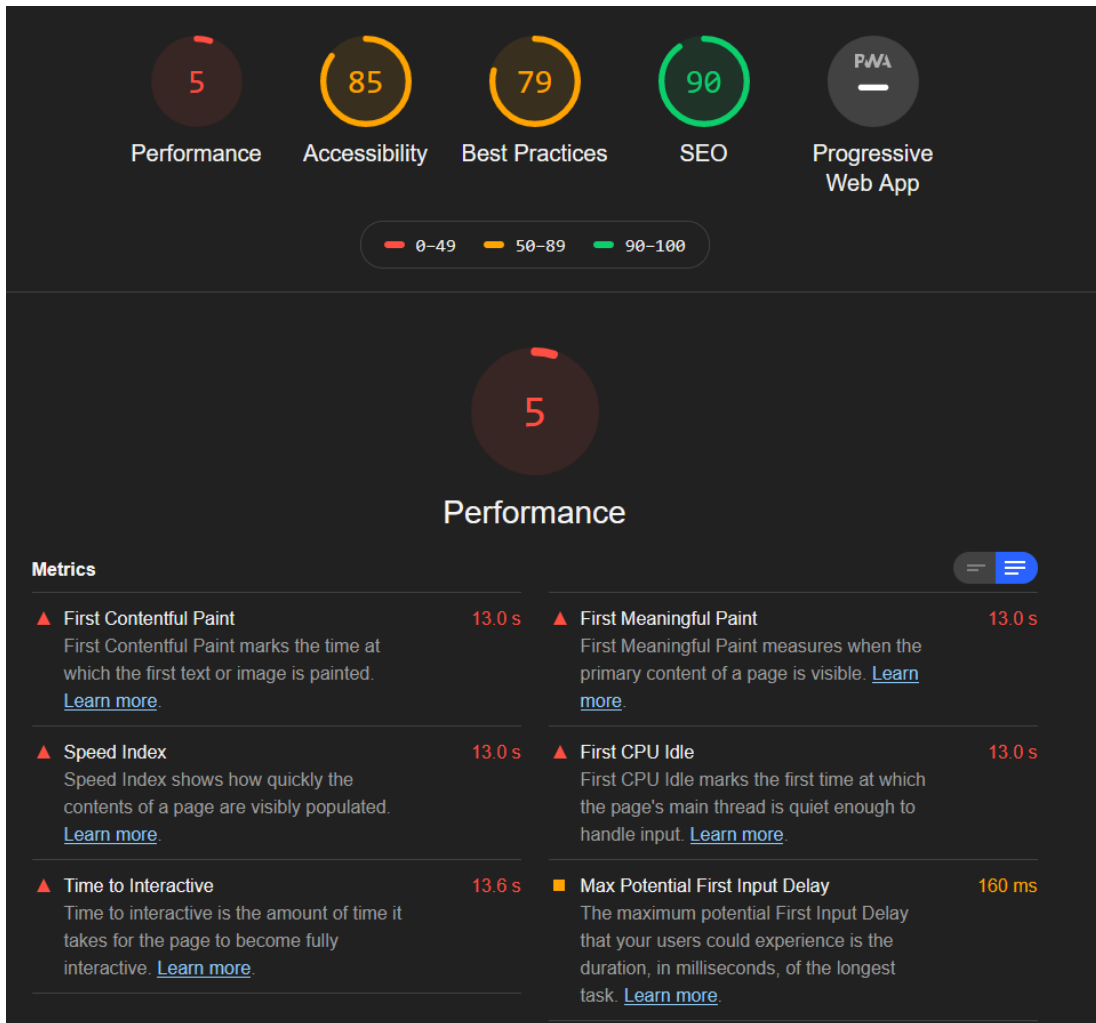 5
85
79
90
PWA
Performance
Accessibility
Best Practices
SEO
Progressive
Web App
0–49
50–89
90–100
5
Performance
Metrics
First Contentful Paint
13.0 s
First Contentful Paint marks the time at
which the first text or image is painted.
Learn more.
First Meaningful Paint
13.0 s
First Meaningful Paint measures when the
primary content of a page is visible. Learn
more.
Speed Index
13.0 s
Speed Index shows how quickly the
contents of a page are visibly populated.
Learn more.
First CPU Idle
13.0 s
First CPU Idle marks the first time at which
the page's main thread is quiet enough to
handle input. Learn more.
Time to Interactive
13.6 s
Time to interactive is the amount of time it
takes for the page to become fully
interactive. Learn more.
Max Potential First Input Delay
160 ms
The maximum potential First Input Delay
that your users could experience is the
duration, in milliseconds, of the longest
task. Learn more.